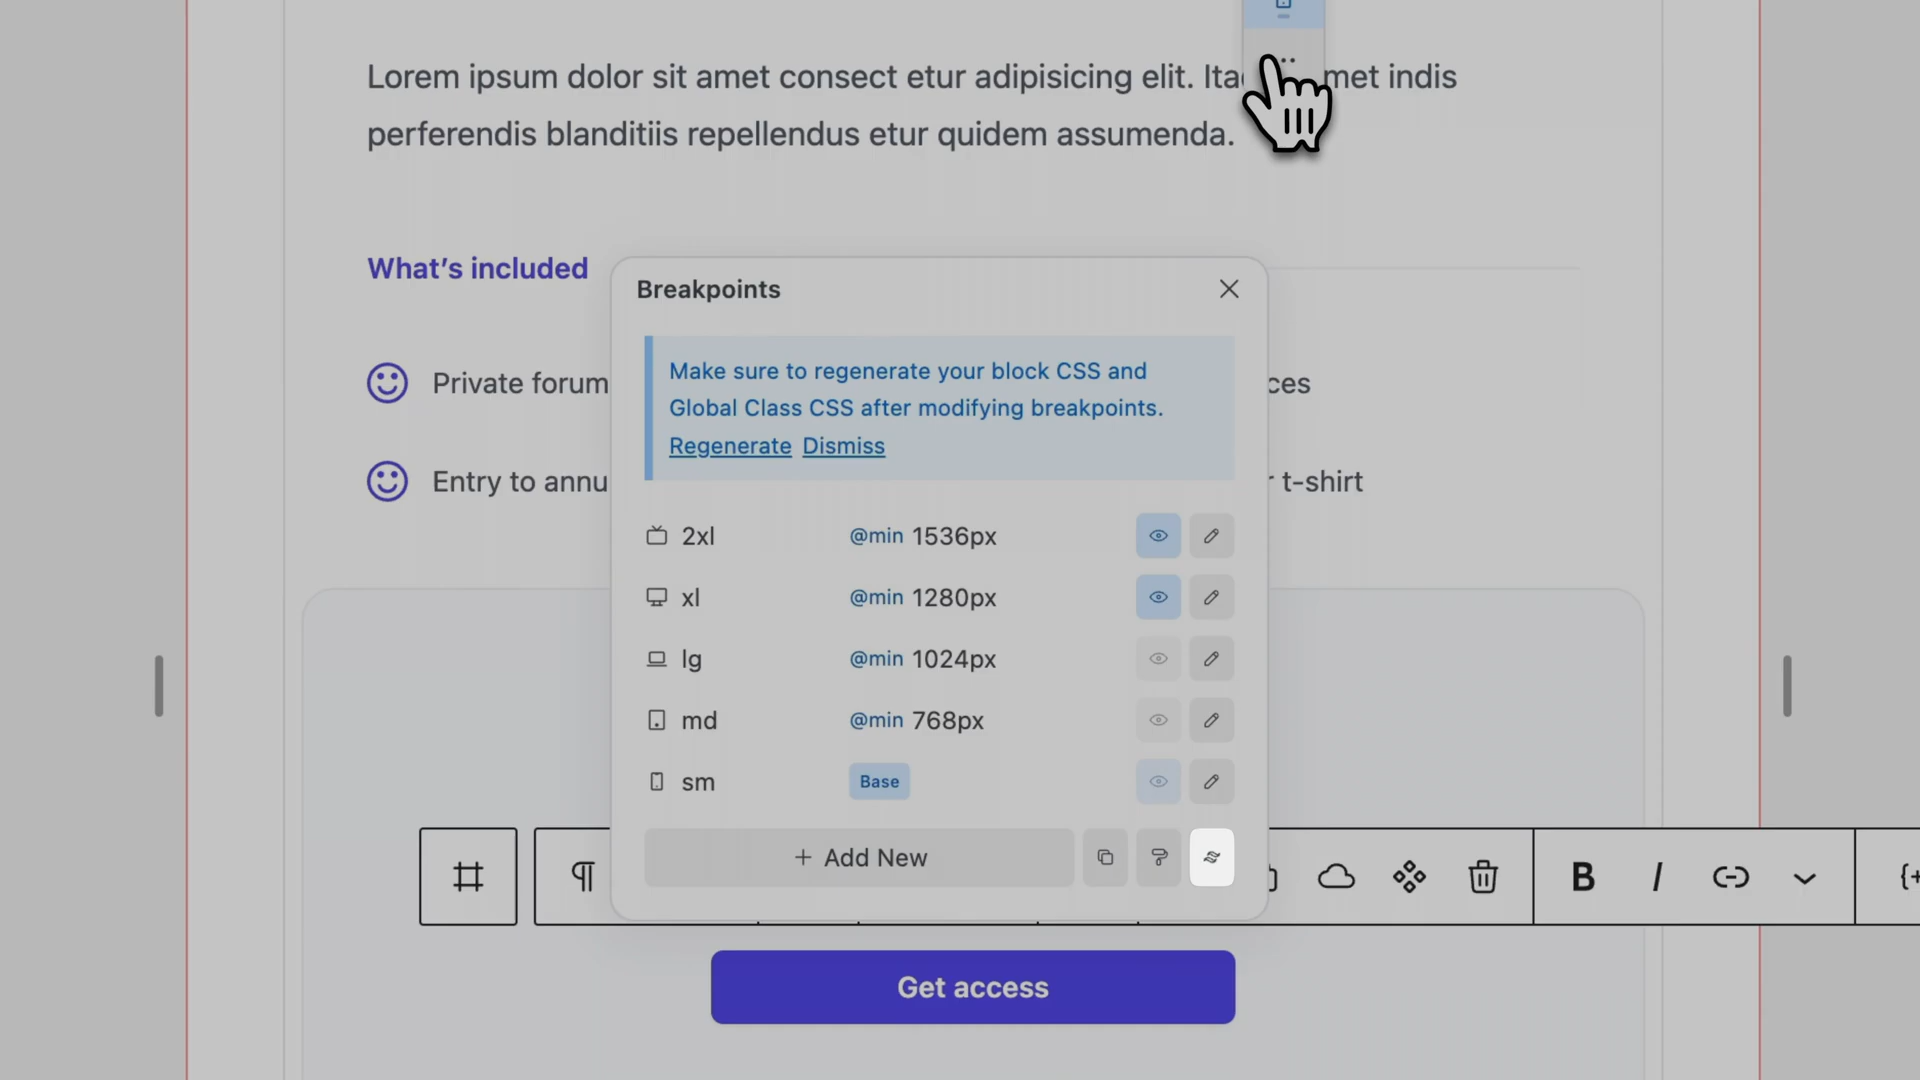 Lorem ipsum dolor sit amet consect etur adipisicing elit. Ita met indis
perferendis blanditiis repellendus etur quidem assumenda.
What's included
Breakpoints
Make sure to regenerate your block CSS and
Global Class CSS after modifying breakpoints.
Regenerate Dismiss
Private forum
ces
Entry to annu
t-shirt
2xl @min 1536px
xl @min 1280px
lg @min 1024px
md @min 768px
sm Base
+ Add New
B I
Get access